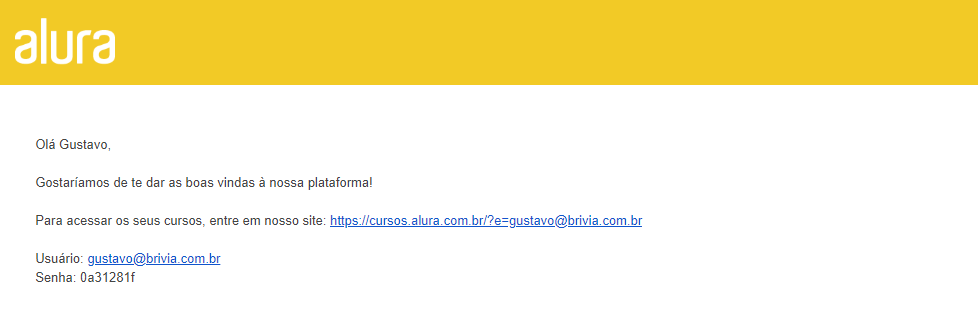 alura
Olá Gustavo,
Gostaríamos de te dar as boas vindas à nossa plataforma!
Para acessar os seus cursos, entre em nosso site: https://cursos.alura.com.br/?e=gustavo@brivia.com.br
Usuário: gustavo@brivia.com.br
Senha: 0a31281f